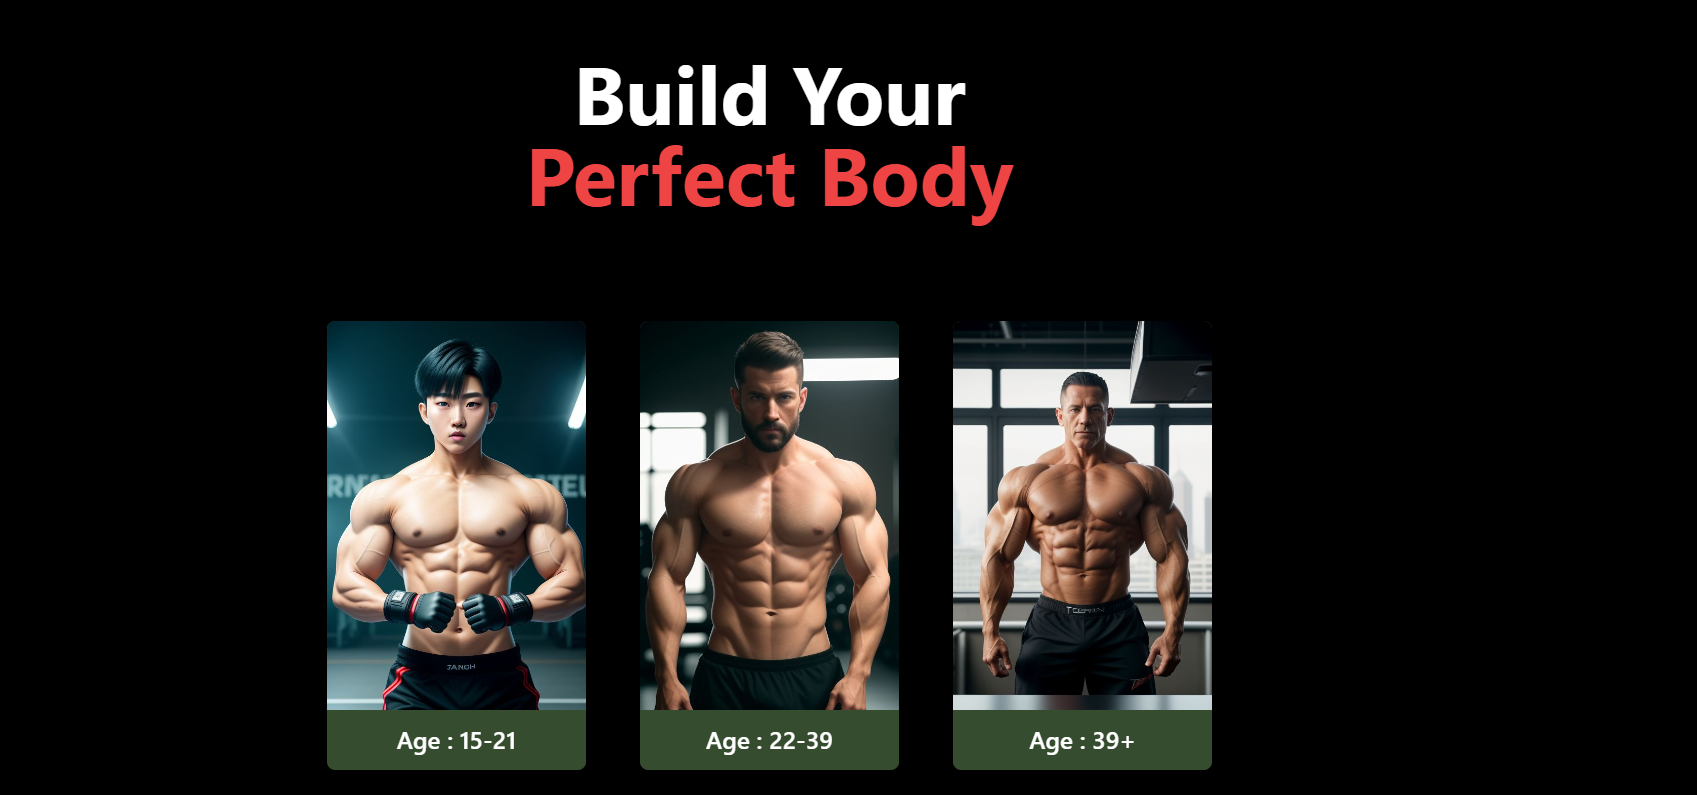 Build Your
Perfect Body
Age : 15-21
Age : 22-39
Age : 39+